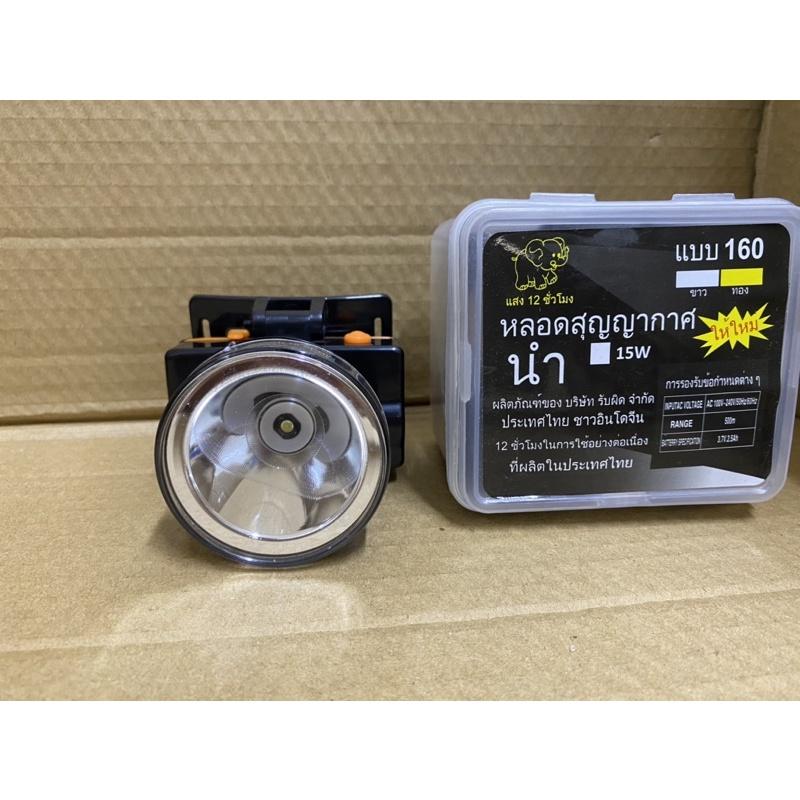 แบบ 160
ขาว ทอง
แสง 12 ชั่วโมง
หลอดสุญญากาศ
ให้ใหม่
นำ 15W
การรองรับข้อกำหนดต่าง ๆ
INPUTAC VOLTAGE AC 100V~240V/50Hz/60Hz
RANGE 500m
BATTERRY SPECIFICATION 3.7V 2.5Ah
ผลิตภัณฑ์ของ บริษัท รับผิด จำกัด
ประเทศไทย ชาวอินโดจีน
12 ชั่วโมงในการใช้อย่างต่อเนื่อง
ที่ผลิตในประเทศไทย